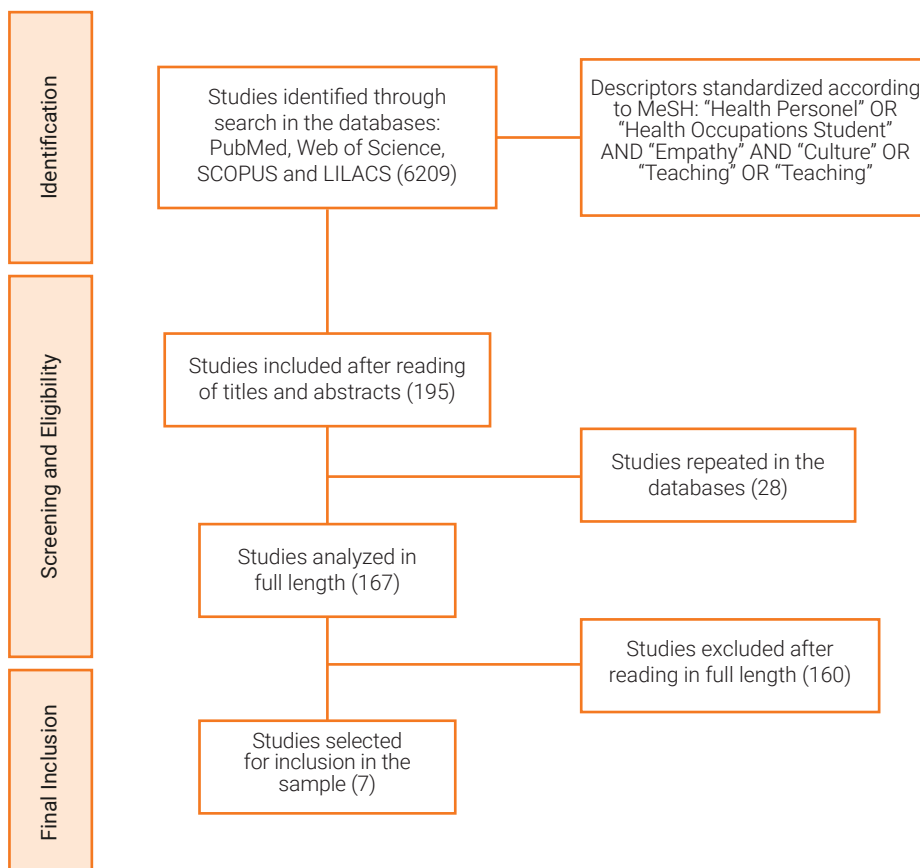 Identification
Studies identified through
search in the databases:
PubMed, Web of Science,
SCOPUS and LILACS (6209)
Descriptors standardized according
to MeSH: “Health Personel” OR
“Health Occupations Student”
AND “Empathy” AND “Culture” OR
“Teaching” OR “Teaching”
Screening and Eligibility
Studies included after reading
of titles and abstracts (195)
Studies repeated in the
databases (28)
Studies analyzed in
full length (167)
Studies excluded after
reading in full length (160)
Final Inclusion
Studies selected
for inclusion in the
sample (7)